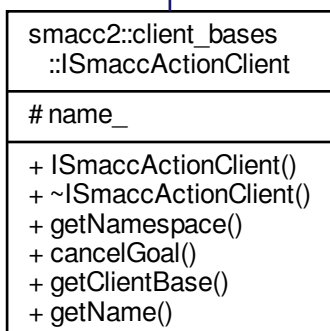 smacc2::client_bases
::ISmaccActionClient
# name_
+ ISmaccActionClient()
+ ~ISmaccActionClient()
+ getNamespace()
+ cancelGoal()
+ getClientBase()
+ getName()